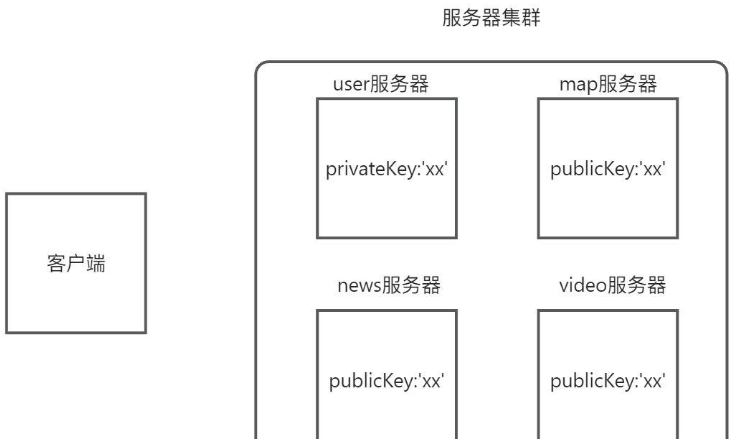 服务器集群
user服务器
map服务器
privateKey:'xx'
publicKey:'xx'
客户端
news服务器
video服务器
publicKey:'xx'
publicKey:'xx'